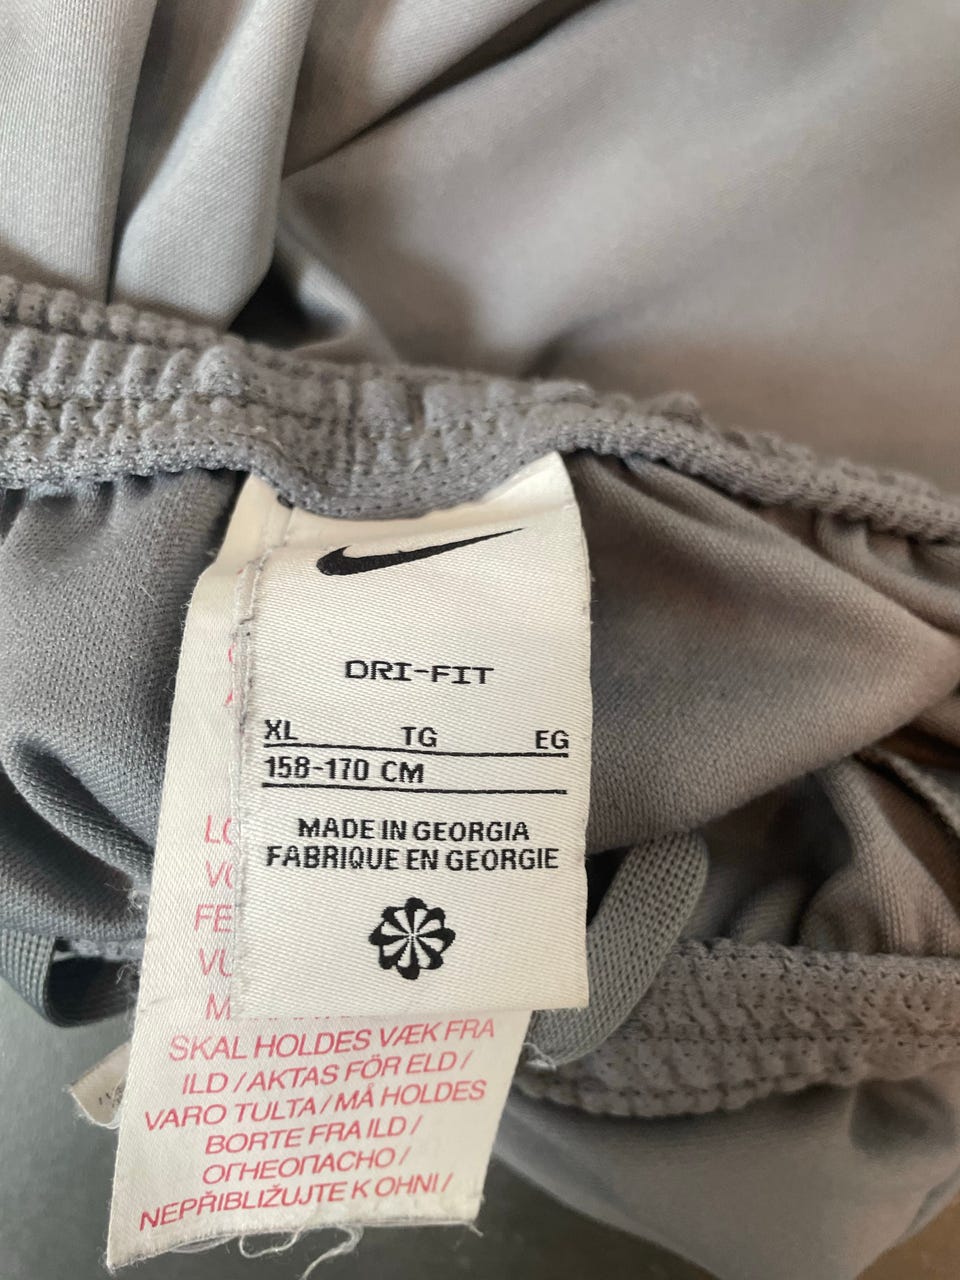 DRI-FIT
XL TG EG
158-170 CM
MADE IN GEORGIA
FABRIQUE EN GEORGIE
SKAL HOLDES VÆK FRA
ILD / AKTAS FÖR ELD /
VARO TULTA / MÅ HOLDES
BORTE FRA ILD /
ОГНЕОПАСНО /
NEPŘIBLIŽUJTE K OHNI /